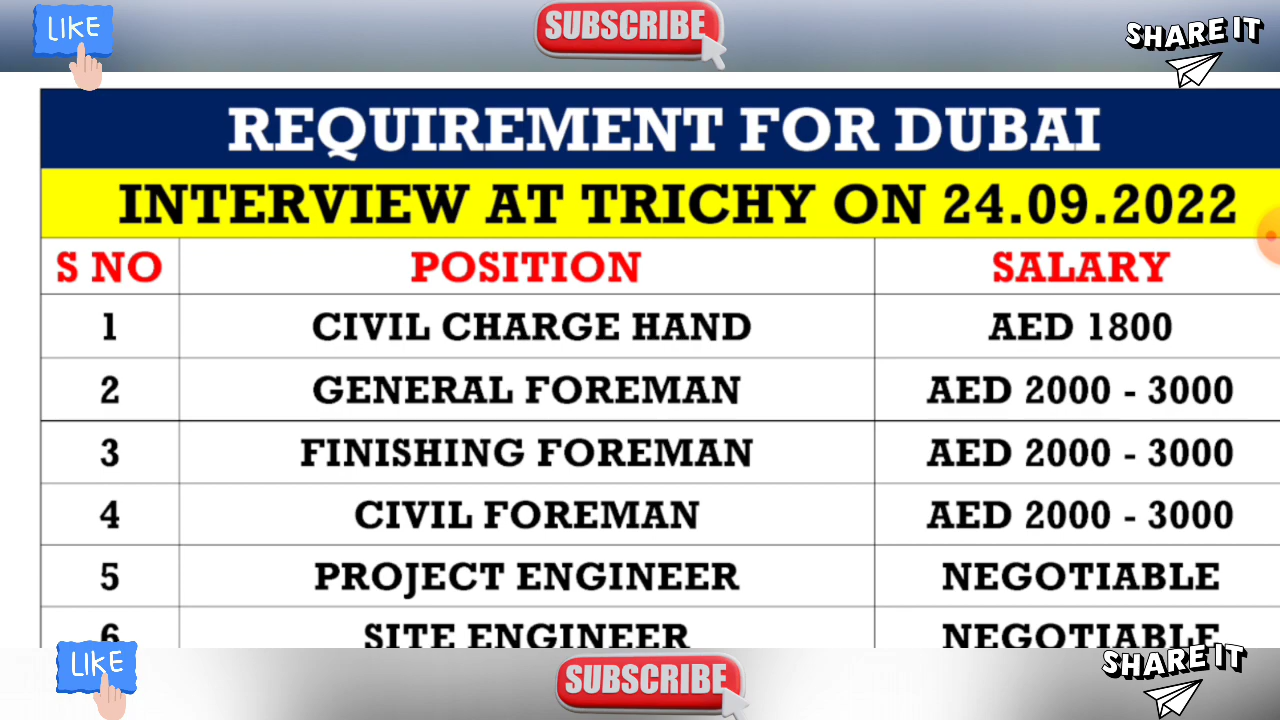 LIKE
SUBSCRIBE
SHARE IT
REQUIREMENT FOR DUBAI
INTERVIEW AT TRICHY ON 24.09.2022
S NO POSITION SALARY
1 CIVIL CHARGE HAND AED 1800
2 GENERAL FOREMAN AED 2000 - 3000
3 FINISHING FOREMAN AED 2000 - 3000
4 CIVIL FOREMAN AED 2000 - 3000
5 PROJECT ENGINEER NEGOTIABLE
6 SITE ENGINEER NEGOTIABLE
LIKE
SUBSCRIBE
SHARE IT